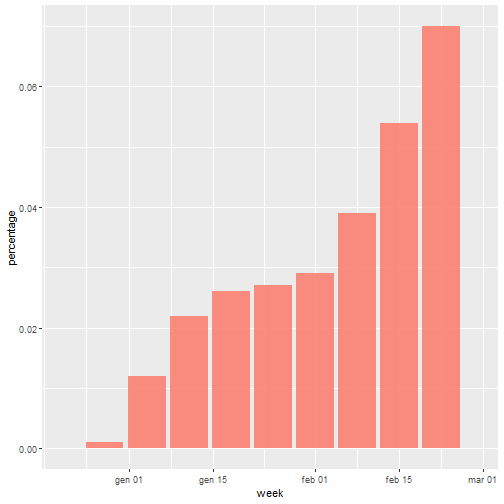 percentage
0.06
0.04
0.02
0.00
gen 01
gen 15
feb 01
feb 15
mar 01
week